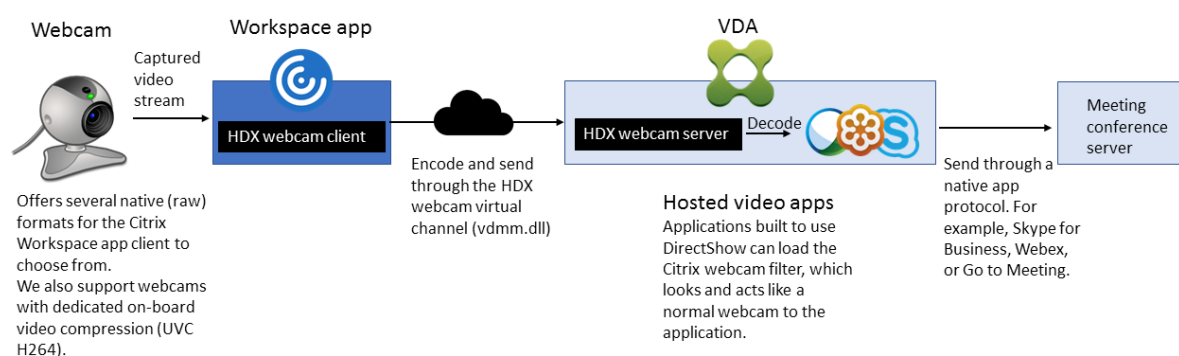 Webcam
Captured
video
stream
Workspace app
HDX webcam client
Encode and send
through the HDX
webcam virtual
channel (vdmm.dll)
VDA
HDX webcam server
Decode
S
Meeting
conference
server
Offers several native (raw)
formats for the Citrix
Workspace app client to
choose from.
We also support webcams
with dedicated on-board
video compression (UVC
H264).
Hosted video apps
Applications built to use
DirectShow can load the
Citrix webcam filter, which
looks and acts like a
normal webcam to the
application.
Send through a
native app
protocol. For
example, Skype for
Business, Webex,
or Go to Meeting.